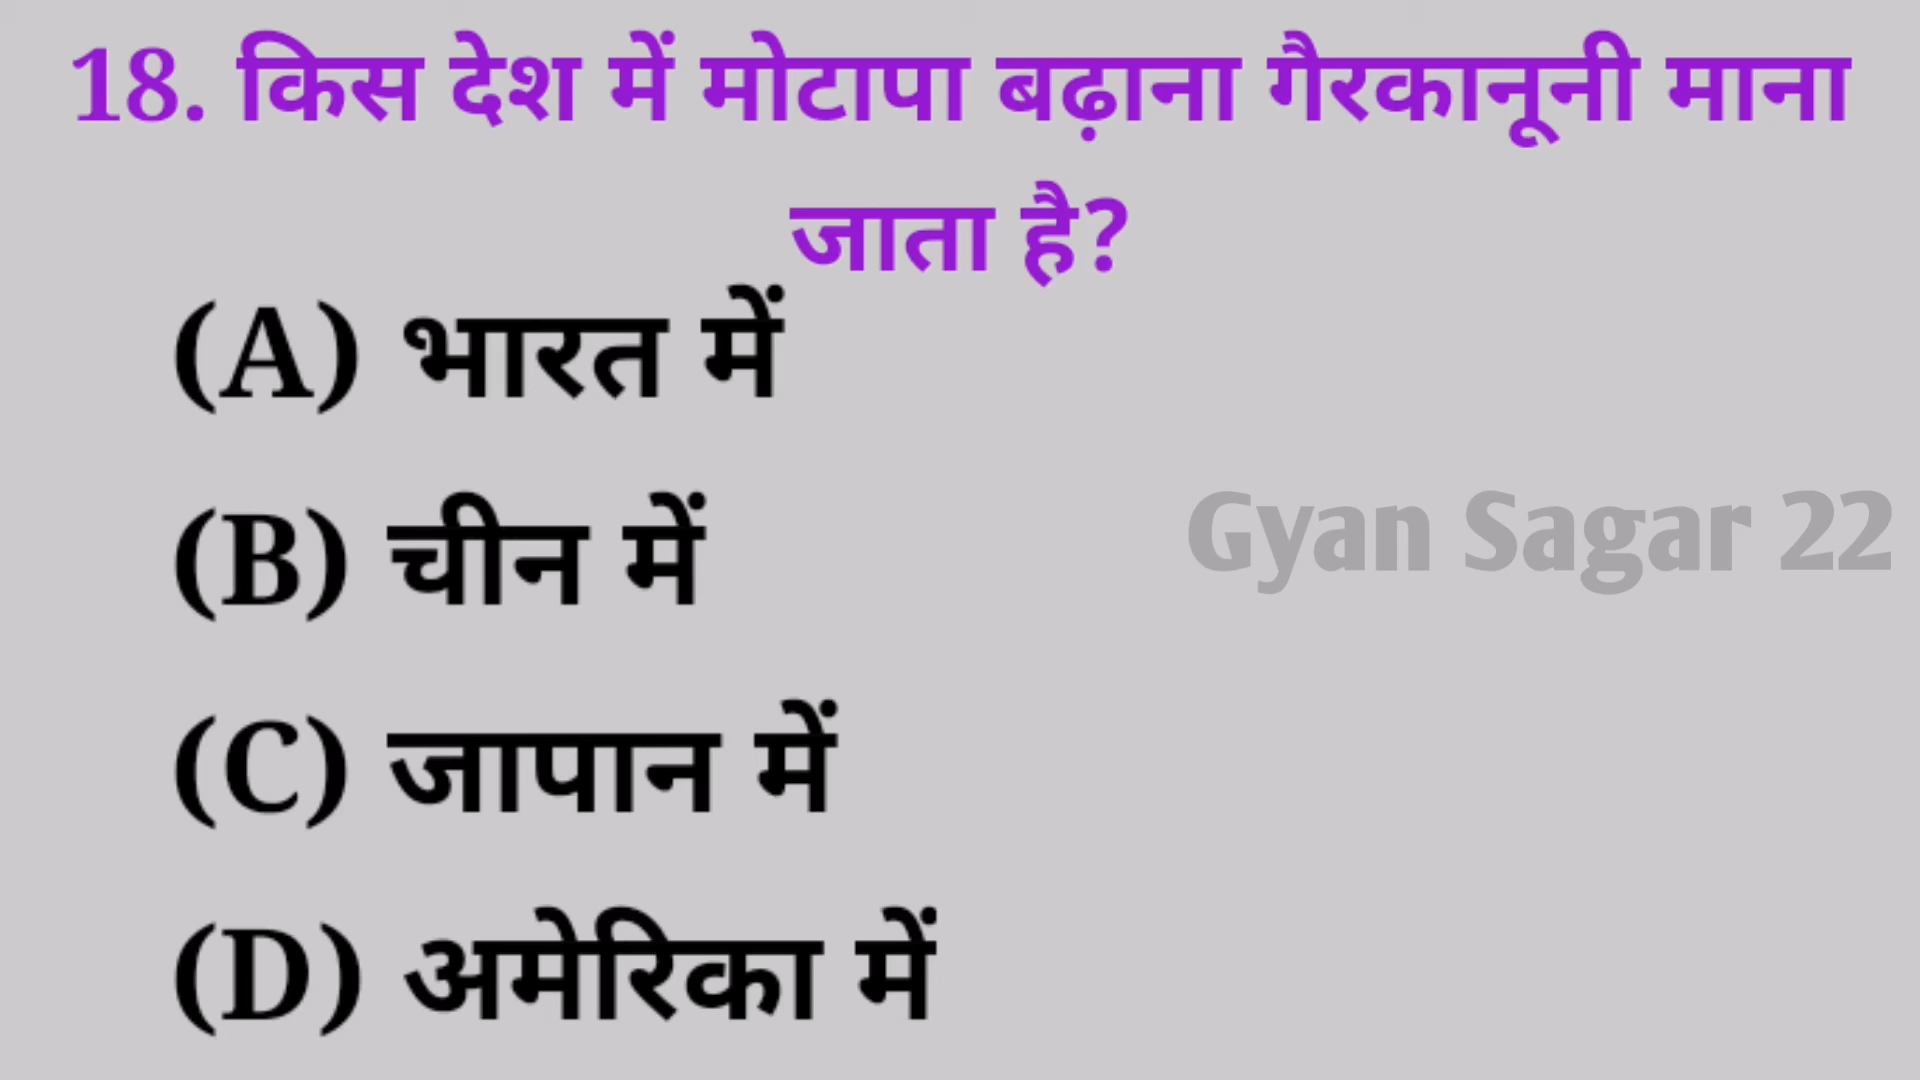 18. किस देश में मोटापा बढ़ाना गैरकानूनी माना
जाता है?
(A) भारत में
(B) चीन में
Gyan Sagar 22
(C) जापान में
(D) अमेरिका में